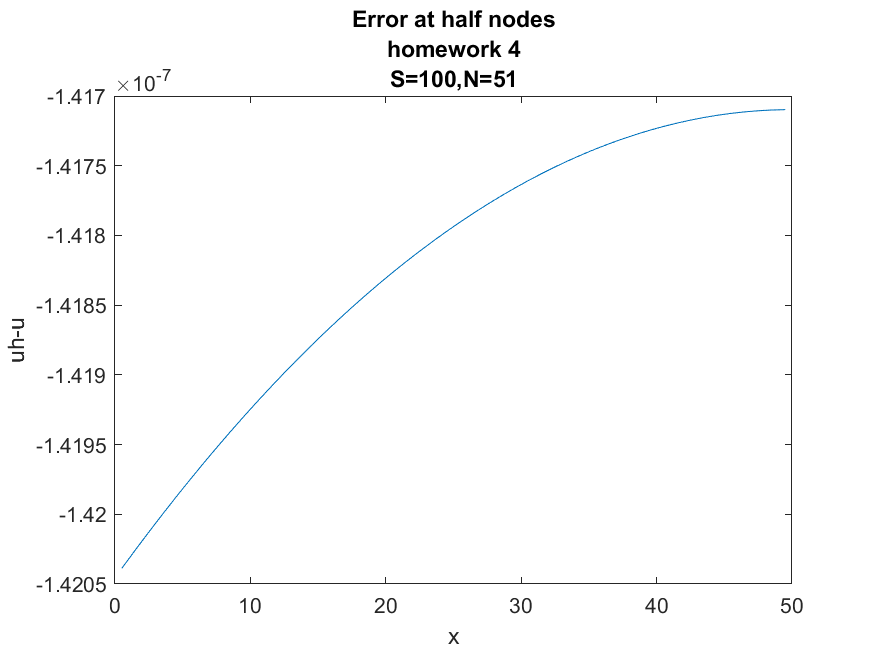 Error at half nodes
homework 4
S=100,N=51
×10-7
-1.417
-1.4175
-1.418
-1.4185
-1.419
-1.4195
-1.42
-1.4205
uh-u
0 10 20 30 40 50
x